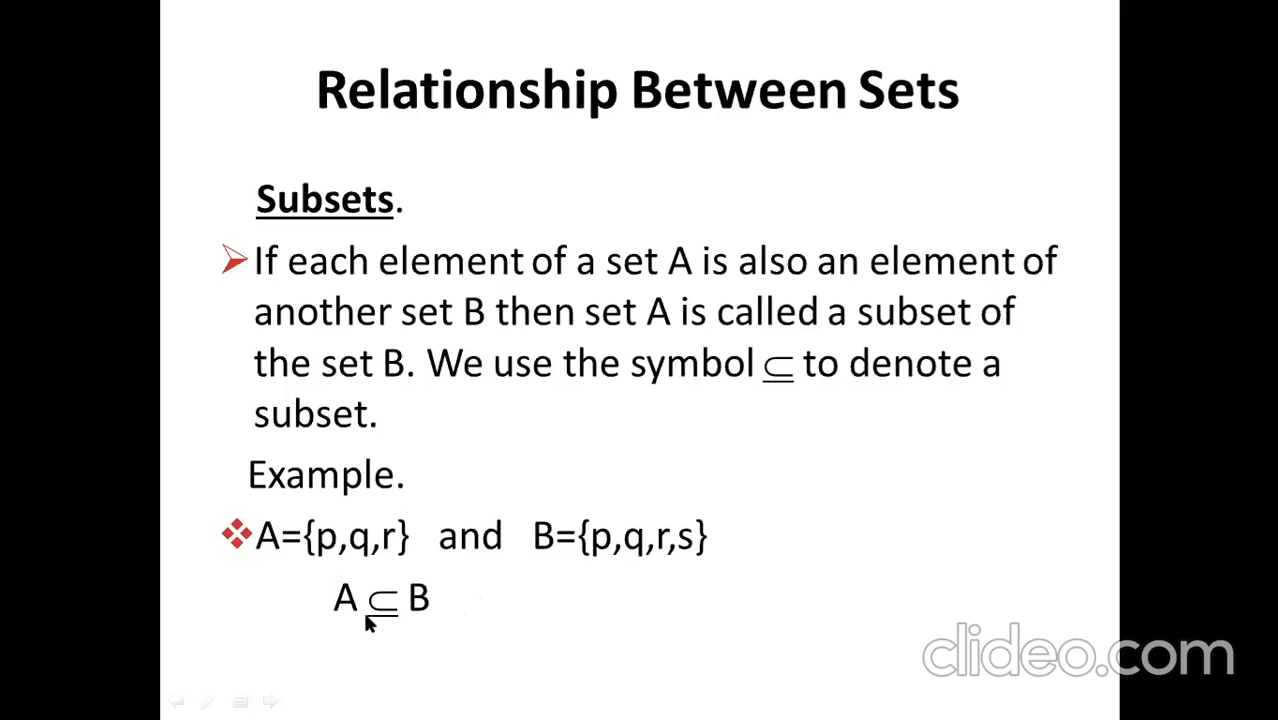 Relationship Between Sets
Subsets.
If each element of a set A is also an element of
another set B then set A is called a subset of
the set B. We use the symbol ⊆ to denote a
subset.
Example.
A={p,q,r} and B={p,q,r,s}
A ⊆ B
clideo.com